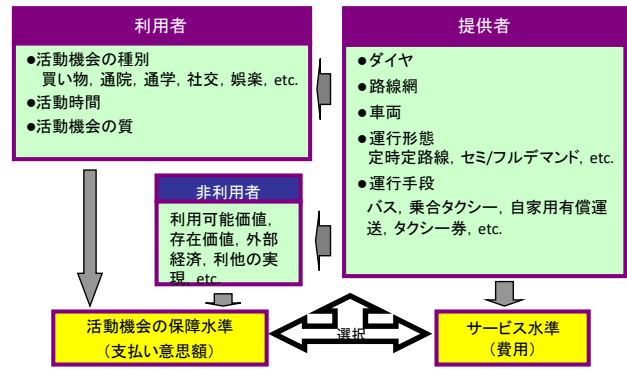 利用者
●活動機会の種別
買い物, 通院, 通学, 社交, 娯楽, etc.
●活動時間
●活動機会の質
提供者
●ダイヤ
●路線網
●車両
●運行形態
定時定路線, セミ/フルデマンド, etc.
●運行手段
バス, 乗合タクシー, 自家用有償運
送, タクシー券, etc.
非利用者
利用可能価値,
存在価値, 外部
経済, 利他の実
現, etc.
活動機会の保障水準
（支払い意思額）
選択
サービス水準
（費用）